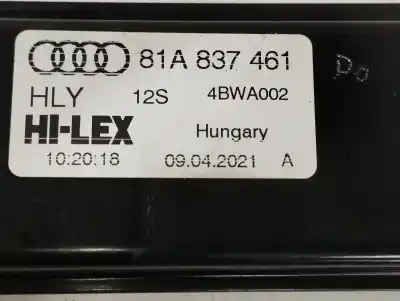 81A 837 461
HLY 12S 4BWA002
HI-LEX Hungary
10:20:18 09.04.2021 A